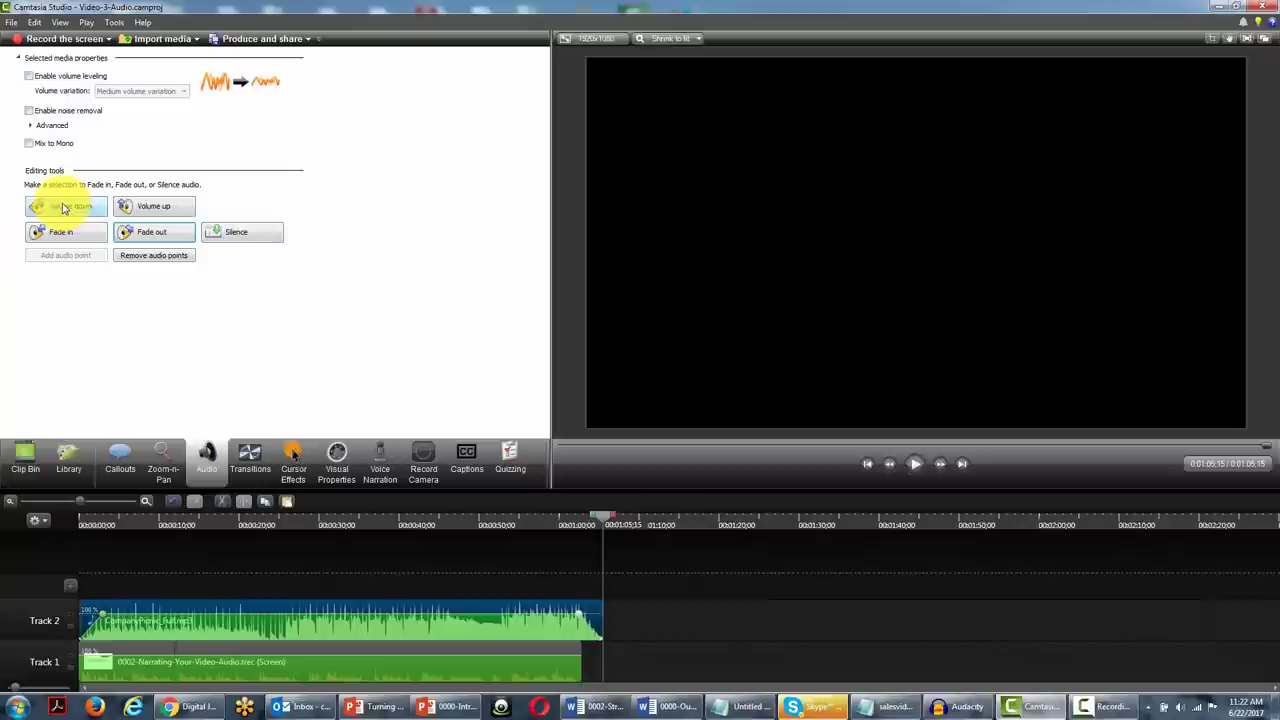 Camtasia Studio - Video-3-Audio.camproj
File Edit View Play Tools Help
Record the screen Import media Produce and share
1920x1080 Shrink to fit
Selected media properties
Enable volume leveling
Volume variation: Medium volume variation
Enable noise removal
Advanced
Mix to Mono
Editing tools
Make a selection to Fade in, Fade out, or Silence audio.
Volume down Volume up
Fade in Fade out Silence
Add audio point Remove audio points
Clip Bin Library Callouts Zoom-n-Pan Audio Transitions Cursor Effects Visual Properties Voice Narration Record Camera CC Captions Quizzing
0:01:05;15 / 0:01:05;15
00:00:00;00 00:00:10;00 00:00:20;00 00:00:30;00 00:00:40;00 00:00:50;00 00:01:00;00 00:01:05;15 :01:10;00 00:01:20;00 00:01:30;00 00:01:40;00 00:01:50;00 00:02:00;00 00:02:10;00 00:02:20;00
Track 2 100 % CompanyPicnic_Full.mp3
Track 1 100 % 0002-Narrating-Your-Video-Audio.trec (Screen)
Digital J... Inbox - c... Turning ... 0000-Intr... 0002-Str... 0000-Ou... Untitled ... Skype™ ... salesvid... Audacity Camtasi... Recordi...
11:22 AM
6/22/2017